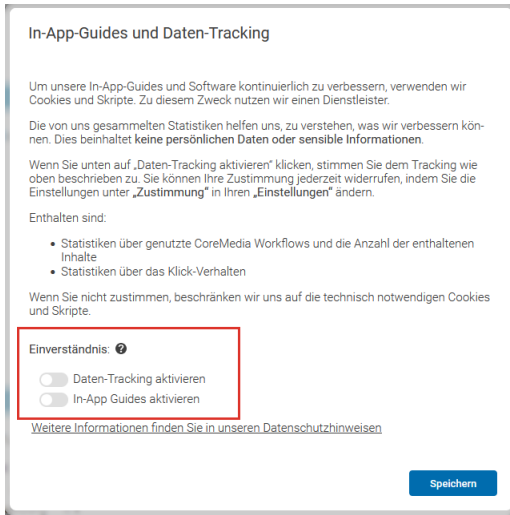 In-App-Guides und Daten-Tracking
Um unsere In-App-Guides und Software kontinuierlich zu verbessern, verwenden wir
Cookies und Skripte. Zu diesem Zweck nutzen wir einen Dienstleister.
Die von uns gesammelten Statistiken helfen uns, zu verstehen, was wir verbessern kön-
nen. Dies beinhaltet keine persönlichen Daten oder sensible Informationen.
Wenn Sie unten auf „Daten-Tracking aktivieren“ klicken, stimmen Sie dem Tracking wie
oben beschrieben zu. Sie können Ihre Zustimmung jederzeit widerrufen, indem Sie die
Einstellungen unter „Zustimmung“ in Ihren „Einstellungen“ ändern.
Enthalten sind:
• Statistiken über genutzte CoreMedia Workflows und die Anzahl der enthaltenen
Inhalte
• Statistiken über das Klick-Verhalten
Wenn Sie nicht zustimmen, beschränken wir uns auf die technisch notwendigen Cookies
und Skripte.
Einverständnis: ?
Daten-Tracking aktivieren
In-App Guides aktivieren
Weitere Informationen finden Sie in unseren Datenschutzhinweisen
Speichern